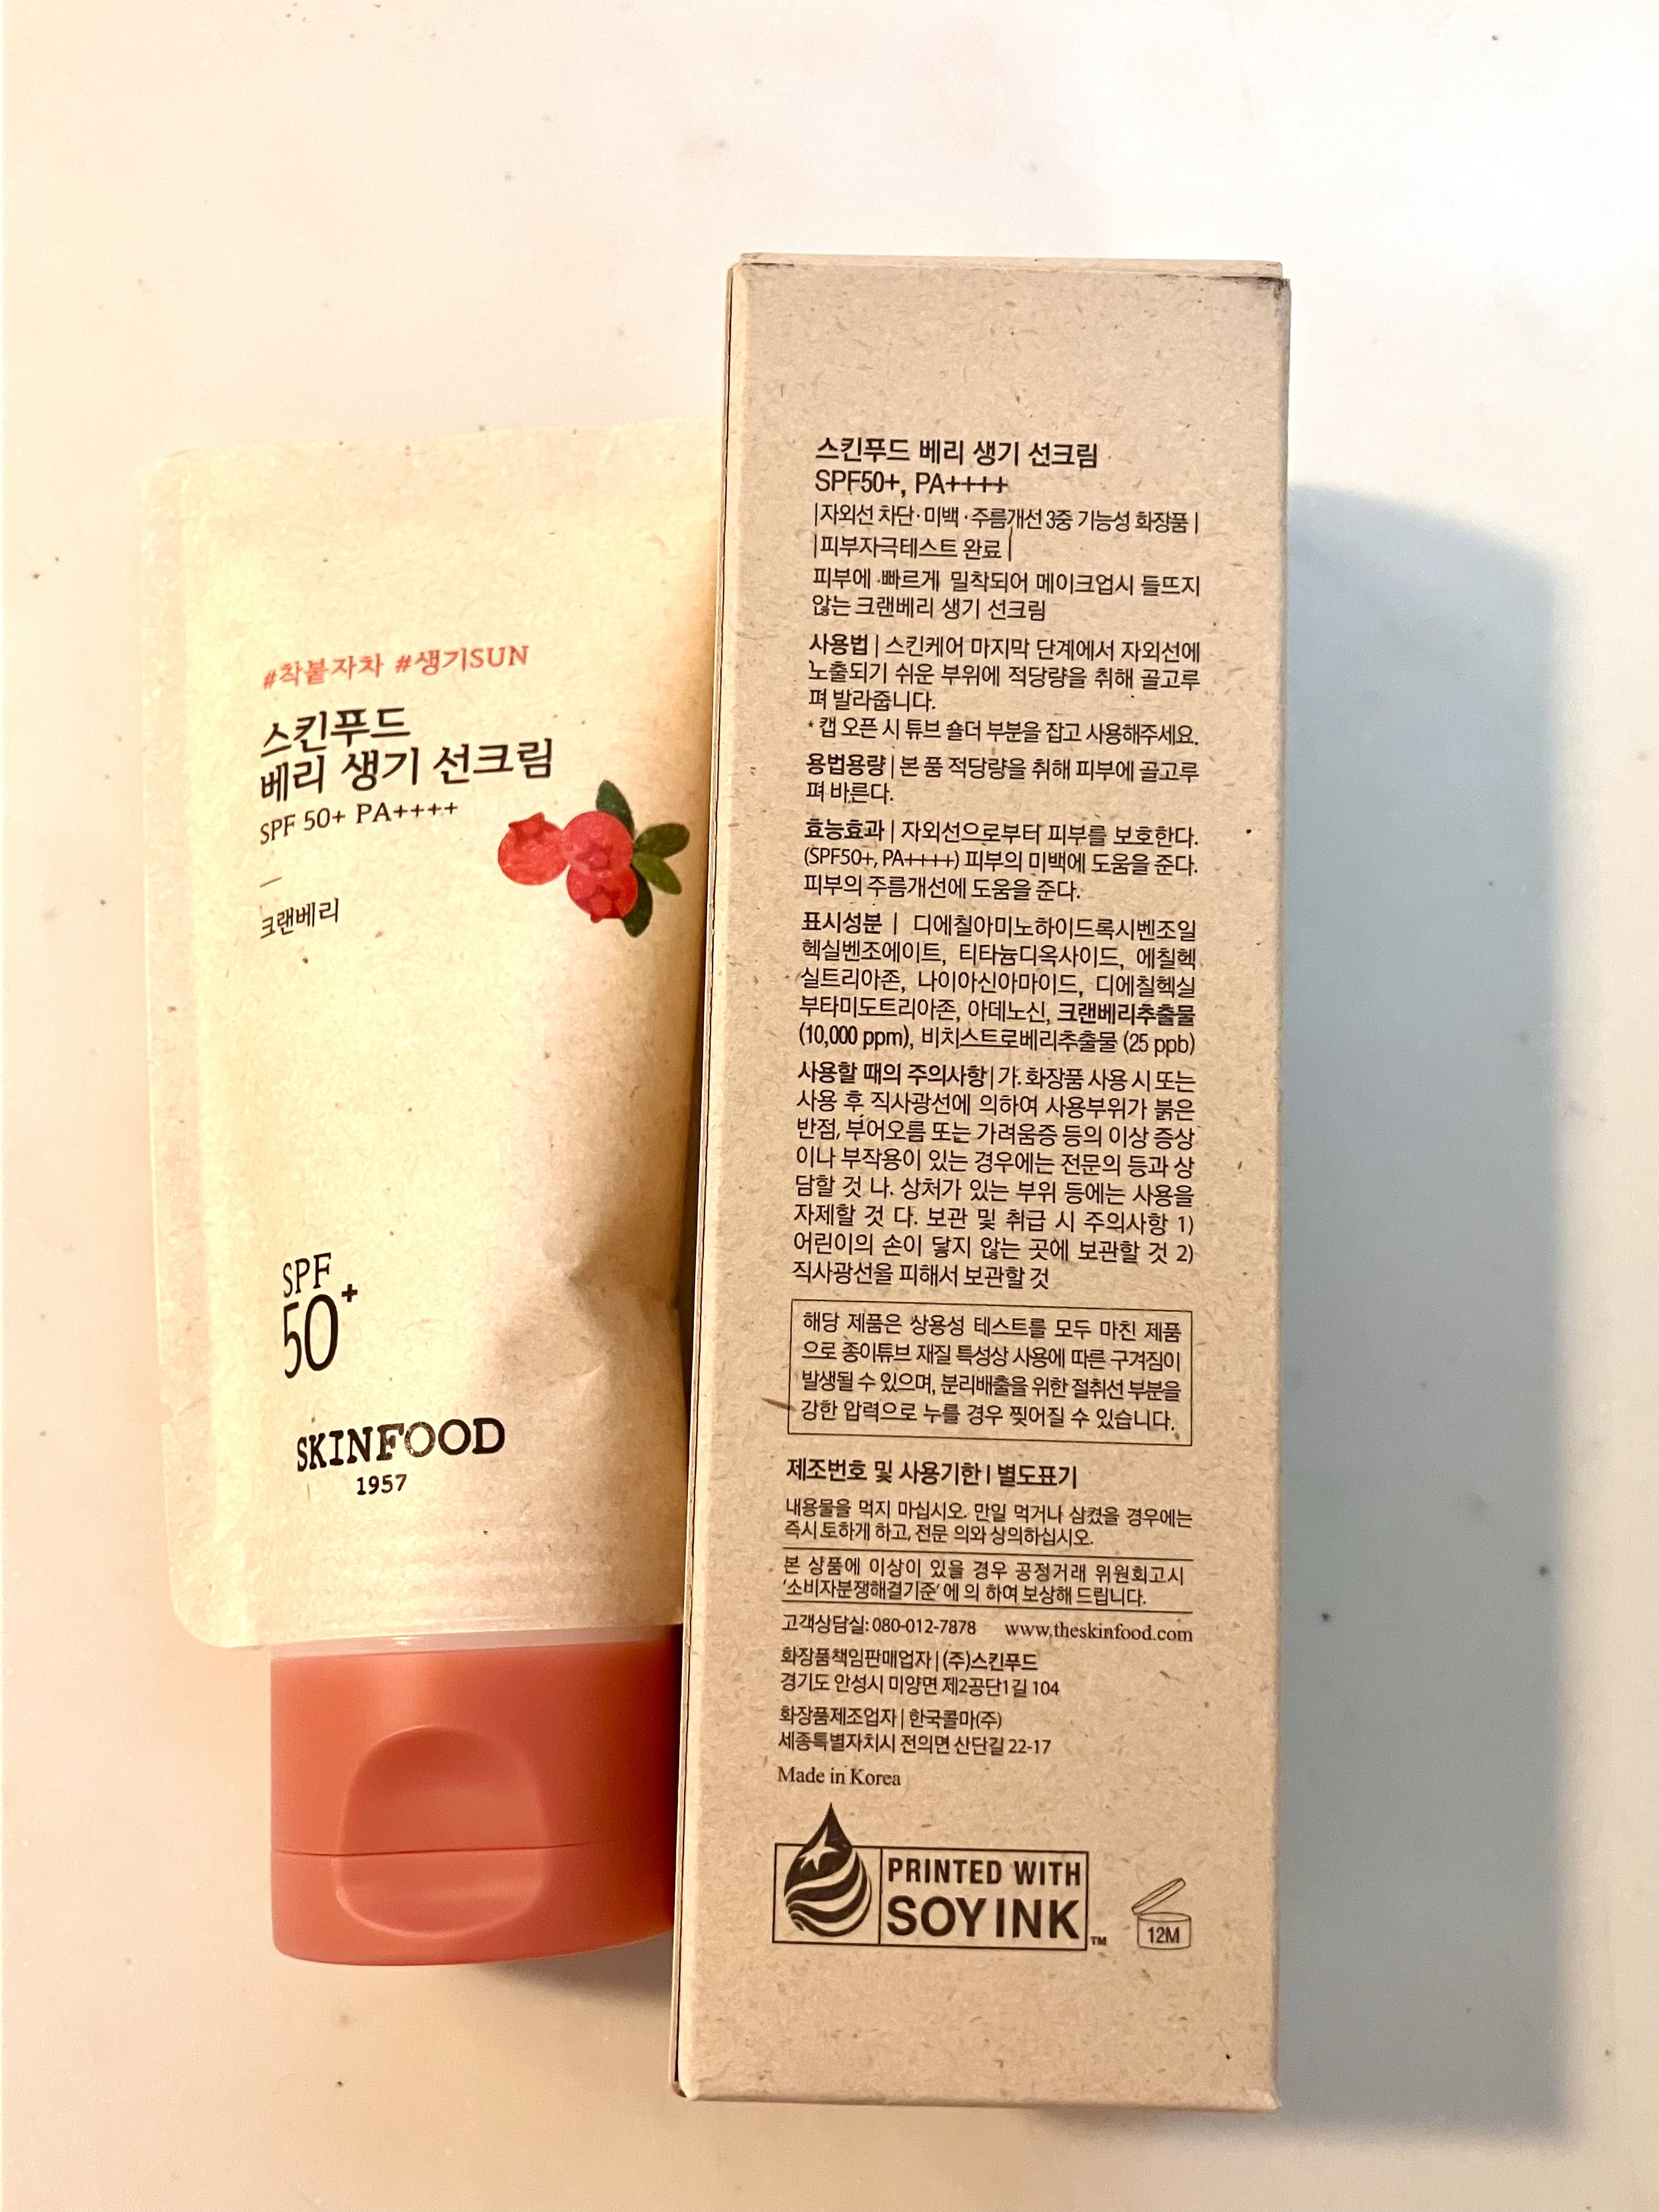 #착붙자차 #생기SUN
스킨푸드
베리 생기 선크림
SPF 50+ PA++++
크랜베리
SPF
50+
SKINFOOD
1957
스킨푸드 베리 생기 선크림
SPF50+, PA++++
|자외선 차단·미백·주름개선 3중 기능성 화장품|
|피부자극테스트 완료|
피부에 빠르게 밀착되어 메이크업시 들뜨지
않는 크랜베리 생기 선크림
사용법| 스킨케어 마지막 단계에서 자외선에
노출되기 쉬운 부위에 적당량을 취해 골고루
펴 발라줍니다.
* 캡 오픈 시 튜브 숄더 부분을 잡고 사용해주세요.
용법용량| 본 품 적당량을 취해 피부에 골고루
펴 바른다.
효능효과| 자외선으로부터 피부를 보호한다.
(SPF50+, PA++++) 피부의 미백에 도움을 준다.
피부의 주름개선에 도움을 준다.
표시성분| 디에칠아미노하이드록시벤조일
헥실벤조에이트, 티타늄디옥사이드, 에칠헥
실트리아존, 나이아신아마이드, 디에칠헥실
부타미도트리아존, 아데노신, 크랜베리추출물
(10,000 ppm), 비치스트로베리추출물 (25 ppb)
사용할 때의 주의사항| 가. 화장품 사용 시 또는
사용 후 직사광선에 의하여 사용부위가 붉은
반점, 부어오름 또는 가려움증 등의 이상 증상
이나 부작용이 있는 경우에는 전문의 등과 상
담할 것 나. 상처가 있는 부위 등에는 사용을
자제할 것 다. 보관 및 취급 시 주의사항 1)
어린이의 손이 닿지 않는 곳에 보관할 것 2)
직사광선을 피해서 보관할 것
해당 제품은 상용성 테스트를 모두 마친 제품
으로 종이튜브 재질 특성상 사용에 따른 구겨짐이
발생될 수 있으며, 분리배출을 위한 절취선 부분을
강한 압력으로 누를 경우 찢어질 수 있습니다.
제조번호 및 사용기한| 별도표기
내용물을 먹지 마십시오. 만일 먹거나 삼켰을 경우에는
즉시 토하게 하고, 전문 의와 상의하십시오.
본 상품에 이상이 있을 경우 공정거래 위원회고시
'소비자분쟁해결기준'에 의 하여 보상해 드립니다.
고객상담실: 080-012-7878 www.theskinfood.com
화장품책임판매업자| (주)스킨푸드
경기도 안성시 미양면 제2공단1길 104
화장품제조업자| 한국콜마(주)
세종특별자치시 전의면 산단길 22-17
Made in Korea
PRINTED WITH
SOY INK™
12M